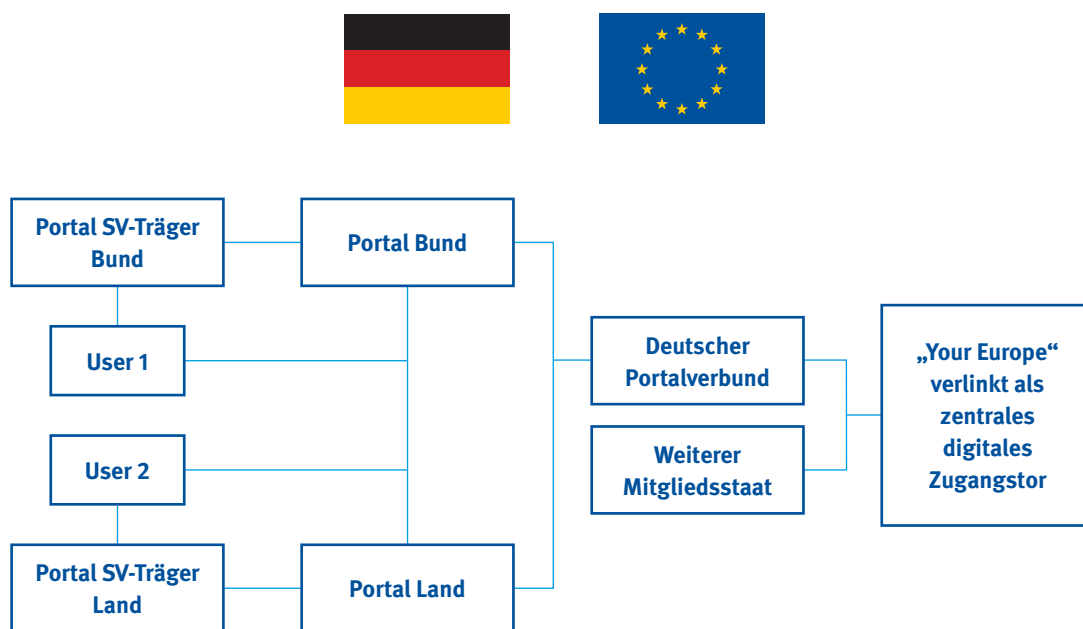 Portal SV-Träger
Bund
Portal Bund
User 1
Deutscher
Portalverbund
„Your Europe“
verlinkt als
zentrales
digitales
Zugangstor
User 2
Weiterer
Mitgliedsstaat
Portal SV-Träger
Land
Portal Land